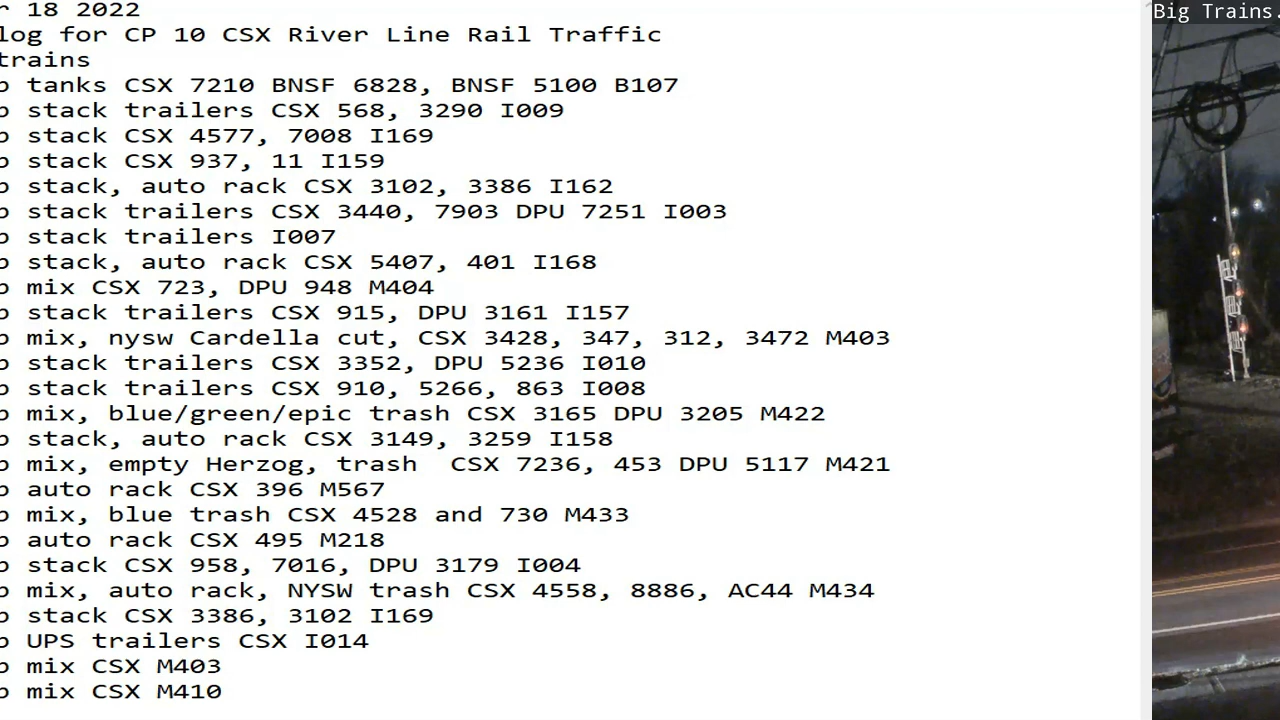 r 18 2022
log for CP 10 CSX River Line Rail Traffic
trains
tanks CSX 7210 BNSF 6828, BNSF 5100 B107
stack trailers CSX 568, 3290 I009
stack CSX 4577, 7008 I169
stack CSX 937, 11 I159
stack, auto rack CSX 3102, 3386 I162
stack trailers CSX 3440, 7903 DPU 7251 I003
stack trailers I007
stack, auto rack CSX 5407, 401 I168
mix CSX 723, DPU 948 M404
stack trailers CSX 915, DPU 3161 I157
mix, nysw Cardella cut, CSX 3428, 347, 312, 3472 M403
stack trailers CSX 3352, DPU 5236 I010
stack trailers CSX 910, 5266, 863 I008
mix, blue/green/epic trash CSX 3165 DPU 3205 M422
stack, auto rack CSX 3149, 3259 I158
mix, empty Herzog, trash  CSX 7236, 453 DPU 5117 M421
auto rack CSX 396 M567
mix, blue trash CSX 4528 and 730 M433
auto rack CSX 495 M218
stack CSX 958, 7016, DPU 3179 I004
mix, auto rack, NYSW trash CSX 4558, 8886, AC44 M434
stack CSX 3386, 3102 I169
UPS trailers CSX I014
mix CSX M403
mix CSX M410
Big Trains.